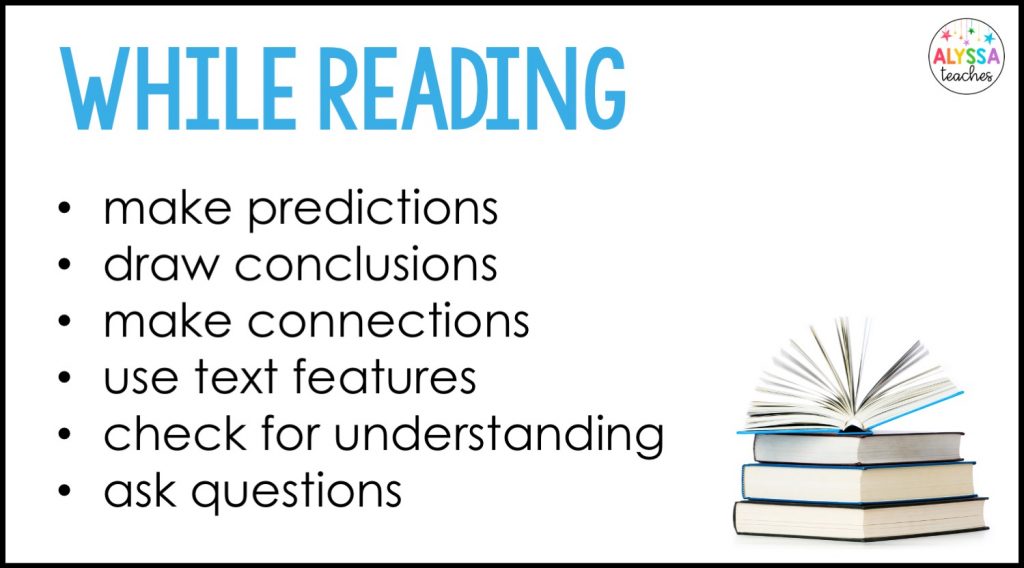 WHILE READING
ALYSSA
teaches
• make predictions
• draw conclusions
• make connections
• use text features
• check for understanding
• ask questions